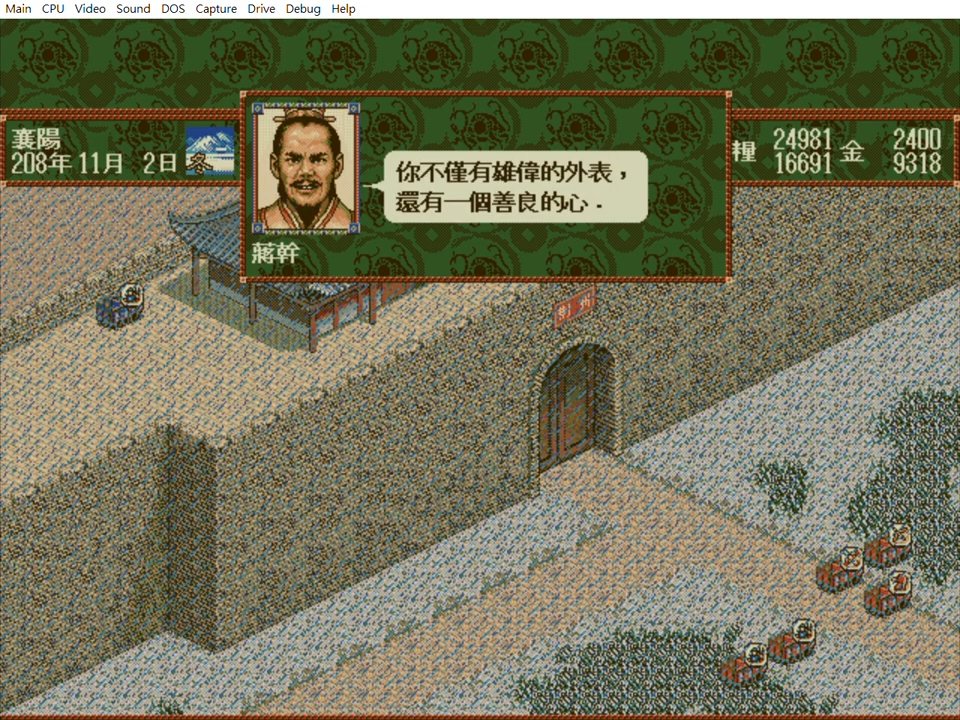 Main CPU Video Sound DOS Capture Drive Debug Help
襄陽
208年11月 2日 冬
你不僅有雄偉的外表，
還有一個善良的心．
蔣幹
糧 24981 金 2400
16691 9318